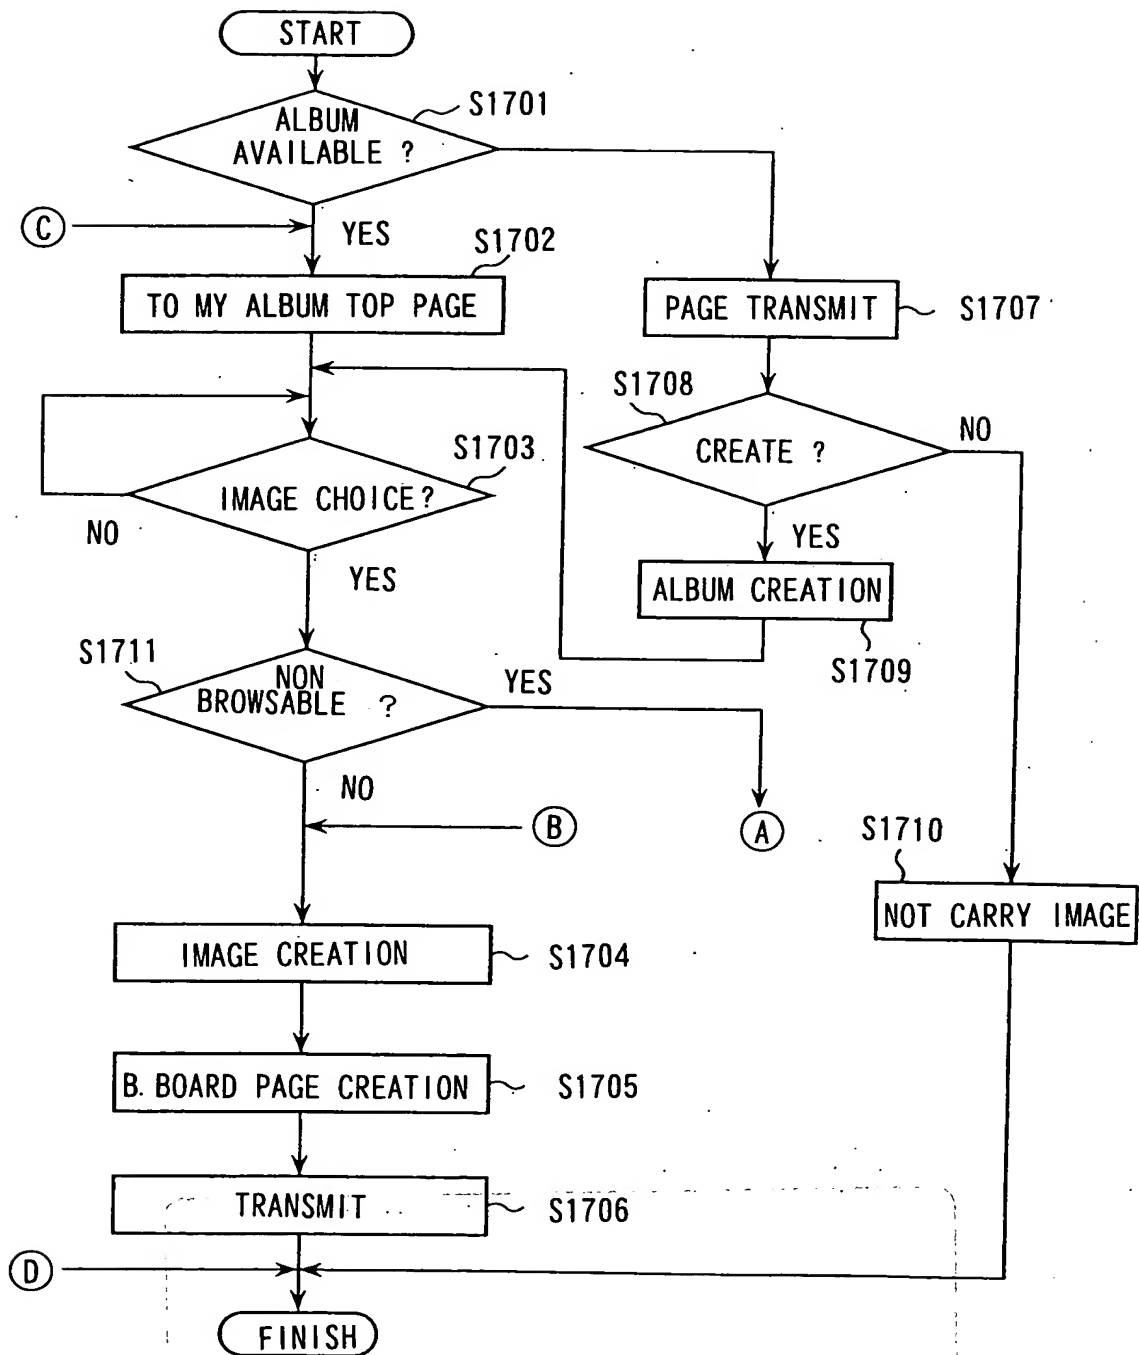 START
S1701
ALBUM
AVAILABLE ?
C
YES
S1702
TO MY ALBUM TOP PAGE
PAGE TRANSMIT
S1707
S1708
CREATE ?
NO
S1703
IMAGE CHOICE?
NO
YES
YES
ALBUM CREATION
S1709
S1711
NON
BROWSABLE ?
YES
NO
B
A
S1710
NOT CARRY IMAGE
IMAGE CREATION
S1704
B. BOARD PAGE CREATION
S1705
TRANSMIT
S1706
D
FINISH